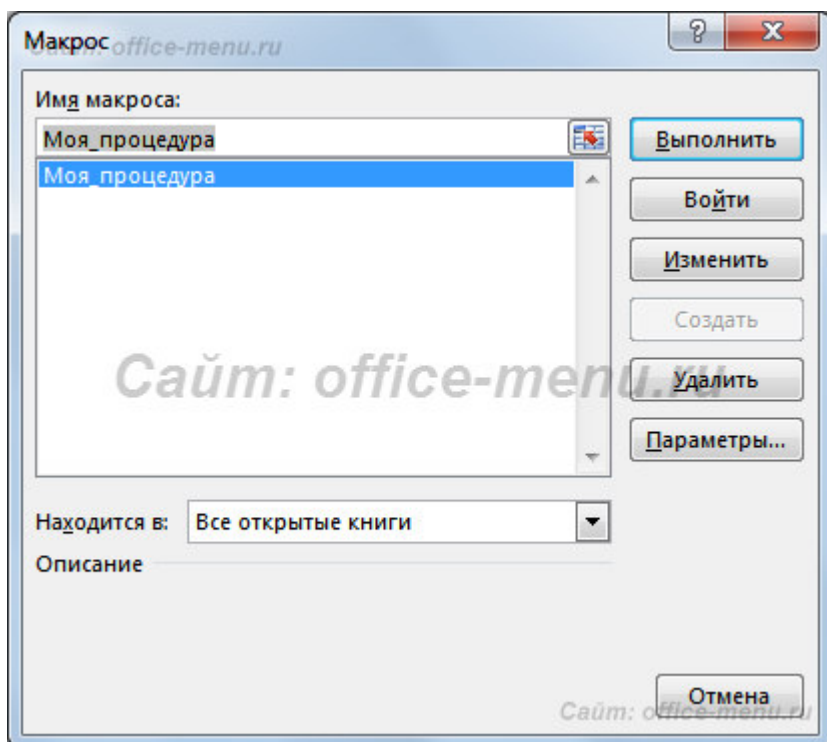 Макрос
Сайт: office-menu.ru
Имя макроса:
Моя_процедура
Моя_процедура
Выполнить
Войти
Изменить
Создать
Удалить
Параметры...
Сайт: office-menu.ru
Находится в: Все открытые книги
Описание
Отмена
Сайт: office-menu.ru